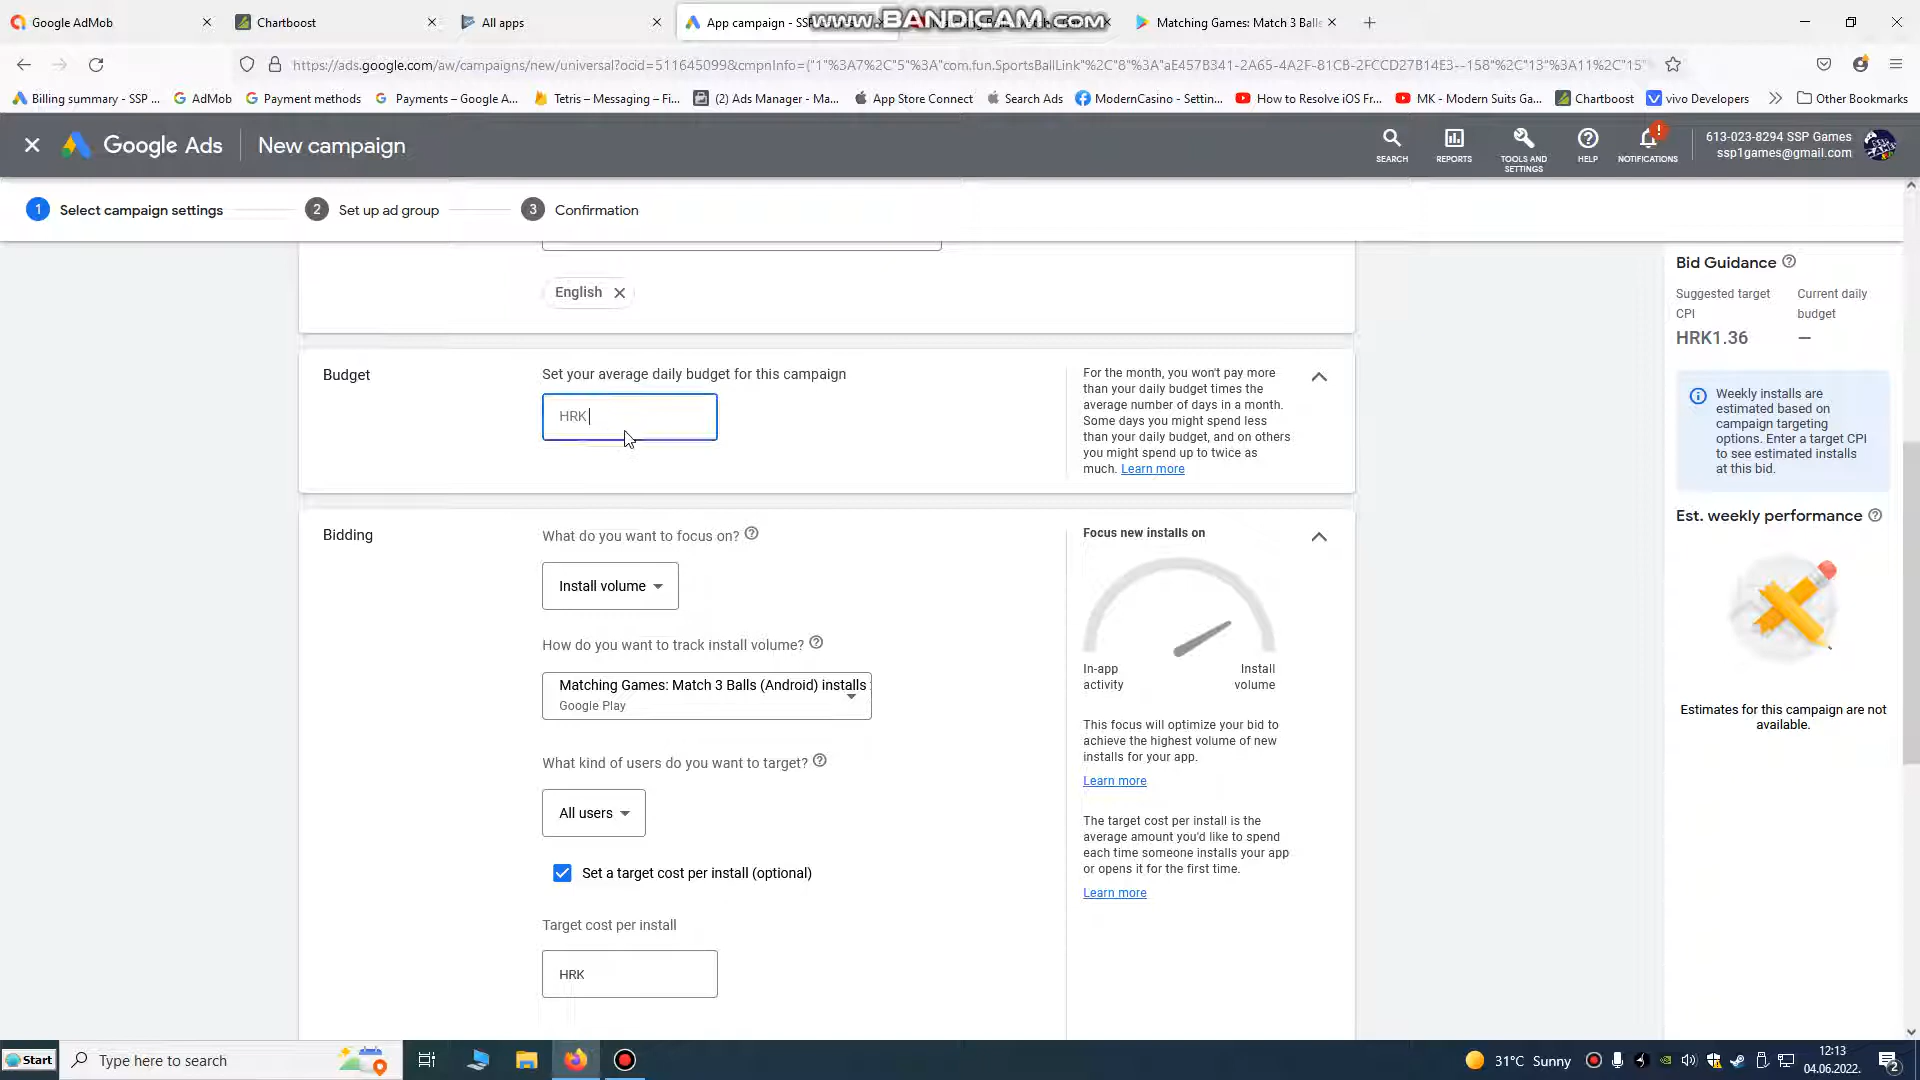 Google AdMob
Chartboost
All apps
App campaign - SSP
www.BANDICAM.com
Matching Games: Match 3 Balls
https://ads.google.com/aw/campaigns/new/universal?ocid=511645099&cmpnInfo={"1"%3A7%2C"5"%3A"com.fun.SportsBallLink"%2C"8"%3A"aE457B341-2A65-4A2F-81CB-2FCCD27B14E3--158"%2C"13"%3A11%2C"15"
Billing summary - SSP ...
AdMob
Payment methods
Payments – Google A...
Tetris – Messaging – Fi...
(2) Ads Manager - Ma...
App Store Connect
Search Ads
ModernCasino - Settin...
How to Resolve iOS Fr...
MK - Modern Suits Ga...
Chartboost
vivo Developers
Other Bookmarks
Google Ads
New campaign
SEARCH
REPORTS
TOOLS AND
SETTINGS
HELP
NOTIFICATIONS
613-023-8294 SSP Games
ssp1games@gmail.com
1 Select campaign settings
2 Set up ad group
3 Confirmation
English
Budget
Set your average daily budget for this campaign
HRK
For the month, you won't pay more
than your daily budget times the
average number of days in a month.
Some days you might spend less
than your daily budget, and on others
you might spend up to twice as
much. Learn more
Bidding
What do you want to focus on?
Install volume
How do you want to track install volume?
Matching Games: Match 3 Balls (Android) installs
Google Play
What kind of users do you want to target?
All users
Set a target cost per install (optional)
Target cost per install
HRK
Focus new installs on
In-app
activity
Install
volume
This focus will optimize your bid to
achieve the highest volume of new
installs for your app.
Learn more
The target cost per install is the
average amount you'd like to spend
each time someone installs your app
or opens it for the first time.
Learn more
Bid Guidance
Suggested target
CPI
HRK1.36
Current daily
budget
—
Weekly installs are
estimated based on
campaign targeting
options. Enter a target CPI
to see estimated installs
at this bid.
Est. weekly performance
Estimates for this campaign are not
available.
Start
Type here to search
31°C Sunny
12:13
04.06.2022.
2